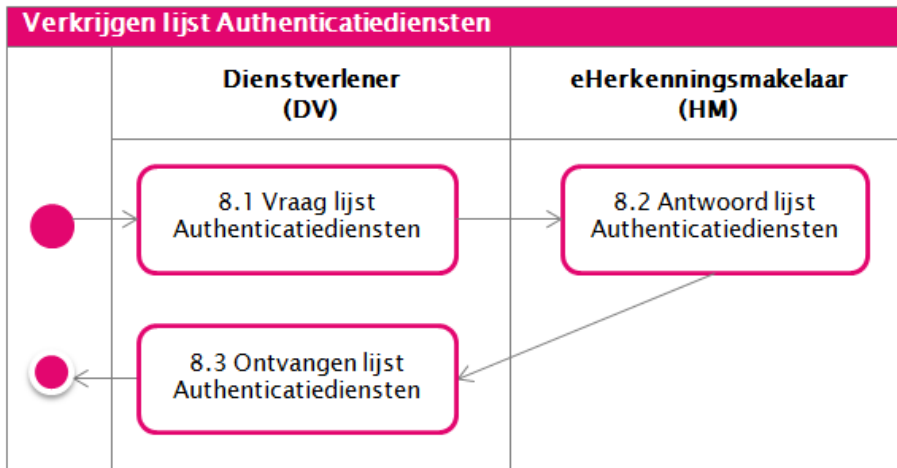 Verkrijgen lijst Authenticatiediensten
Dienstverlener
(DV)
eHerkenningsmakelaar
(HM)
8.1 Vraag lijst
Authenticatiediensten
8.2 Antwoord lijst
Authenticatiediensten
8.3 Ontvangen lijst
Authenticatiediensten